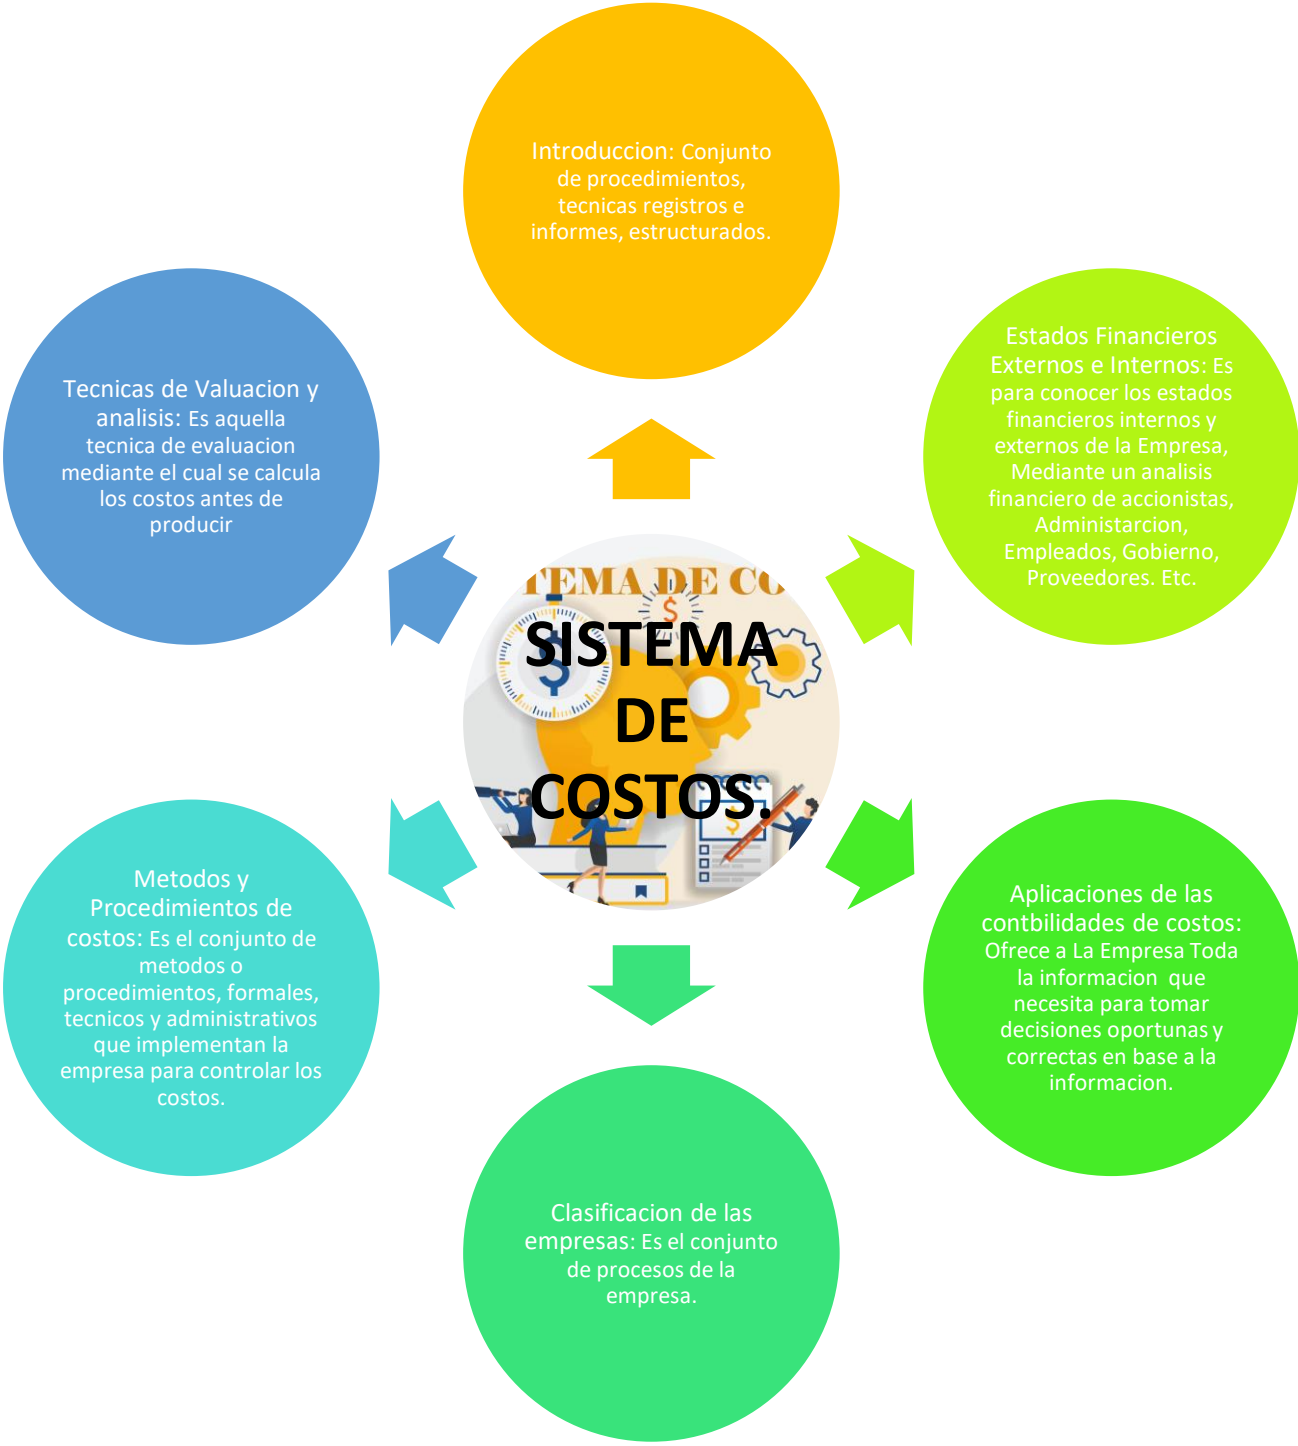 Introduccion: Conjunto
de procedimientos,
tecnicas registros e
informes, estructurados.
Estados Financieros
Externos e Internos: Es
para conocer los estados
financieros internos y
externos de la Empresa,
Mediante un analisis
financiero de accionistas,
Administarcion,
Empleados, Gobierno,
Proveedores. Etc.
Aplicaciones de las
contbilidades de costos:
Ofrece a La Empresa Toda
la informacion que
necesita para tomar
decisiones oportunas y
correctas en base a la
informacion.
Clasificacion de las
empresas: Es el conjunto
de procesos de la
empresa.
Metodos y
Procedimientos de
costos: Es el conjunto de
metodos o
procedimientos, formales,
tecnicos y administrativos
que implementan la
empresa para controlar los
costos.
Tecnicas de Valuacion y
analisis: Es aquella
tecnica de evaluacion
mediante el cual se calcula
los costos antes de
producir
TEMA DE CO
$
$
$
SISTEMA
DE
COSTOS.